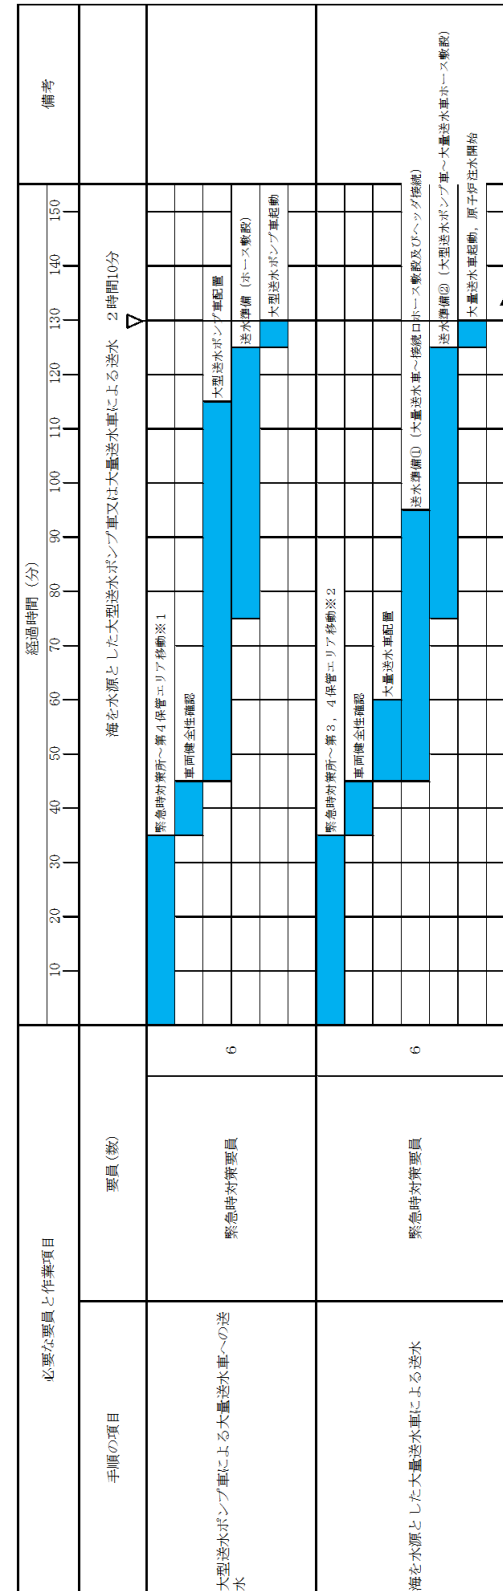 必要な要員と作業項目
経過時間（分）
備考
10 20 30 40 50 60 70 80 90 100 110 120 130 140 150
手順の項目
要員(数)
海を水源とした大型送水ポンプ車又は大量送水車による送水　2時間10分
▽
大型送水ポンプ車による大量送水車への送
水
緊急時対策要員
6
緊急時対策所～第4保管エリア移動※1
車両健全性確認
大型送水ポンプ車配置
送水準備（ホース敷設）
大型送水ポンプ車起動
海を水源とした大量送水車による送水
緊急時対策要員
6
緊急時対策所～第3，4保管エリア移動※2
車両健全性確認
大量送水車配置
送水準備①（大量送水車～接続口ホース敷設及びヘッダ接続）
送水準備②（大型送水ポンプ車～大量送水車ホース敷設）
大量送水車起動，原子炉注水開始